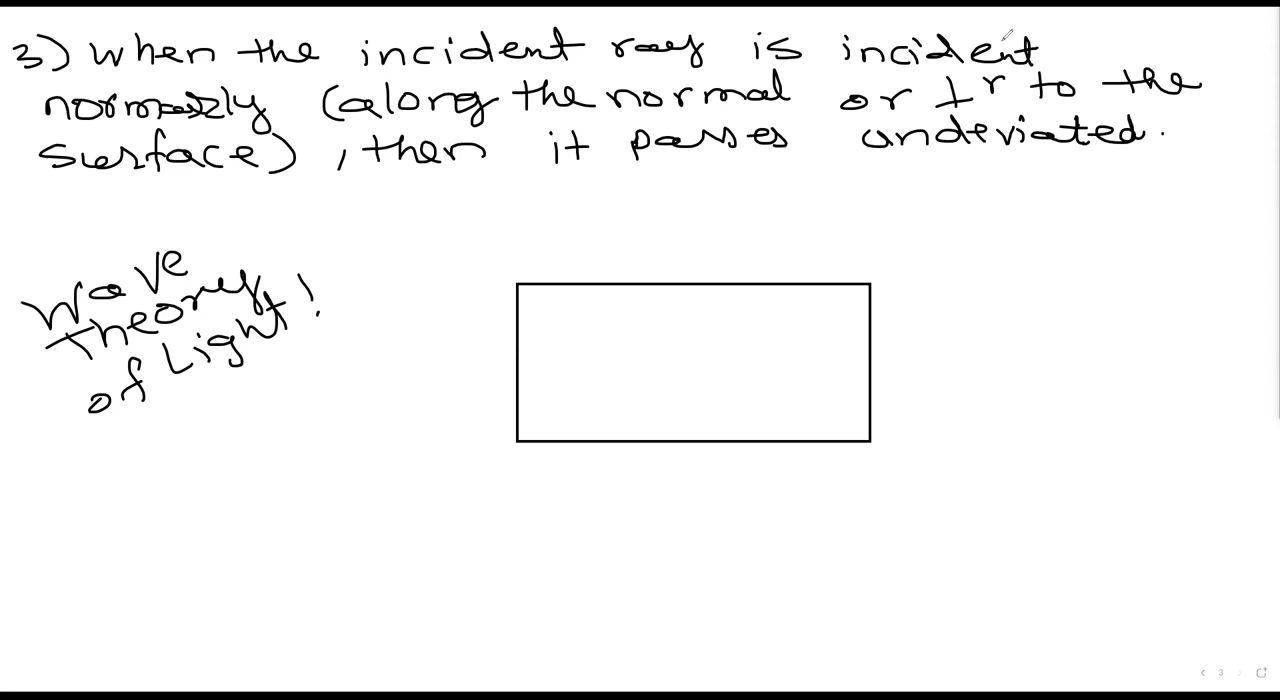 3) when the incident ray is incident
normally (along the normal or ⊥r to the
surface), then it passes undeviated.
Wave
theory
of Light!
3